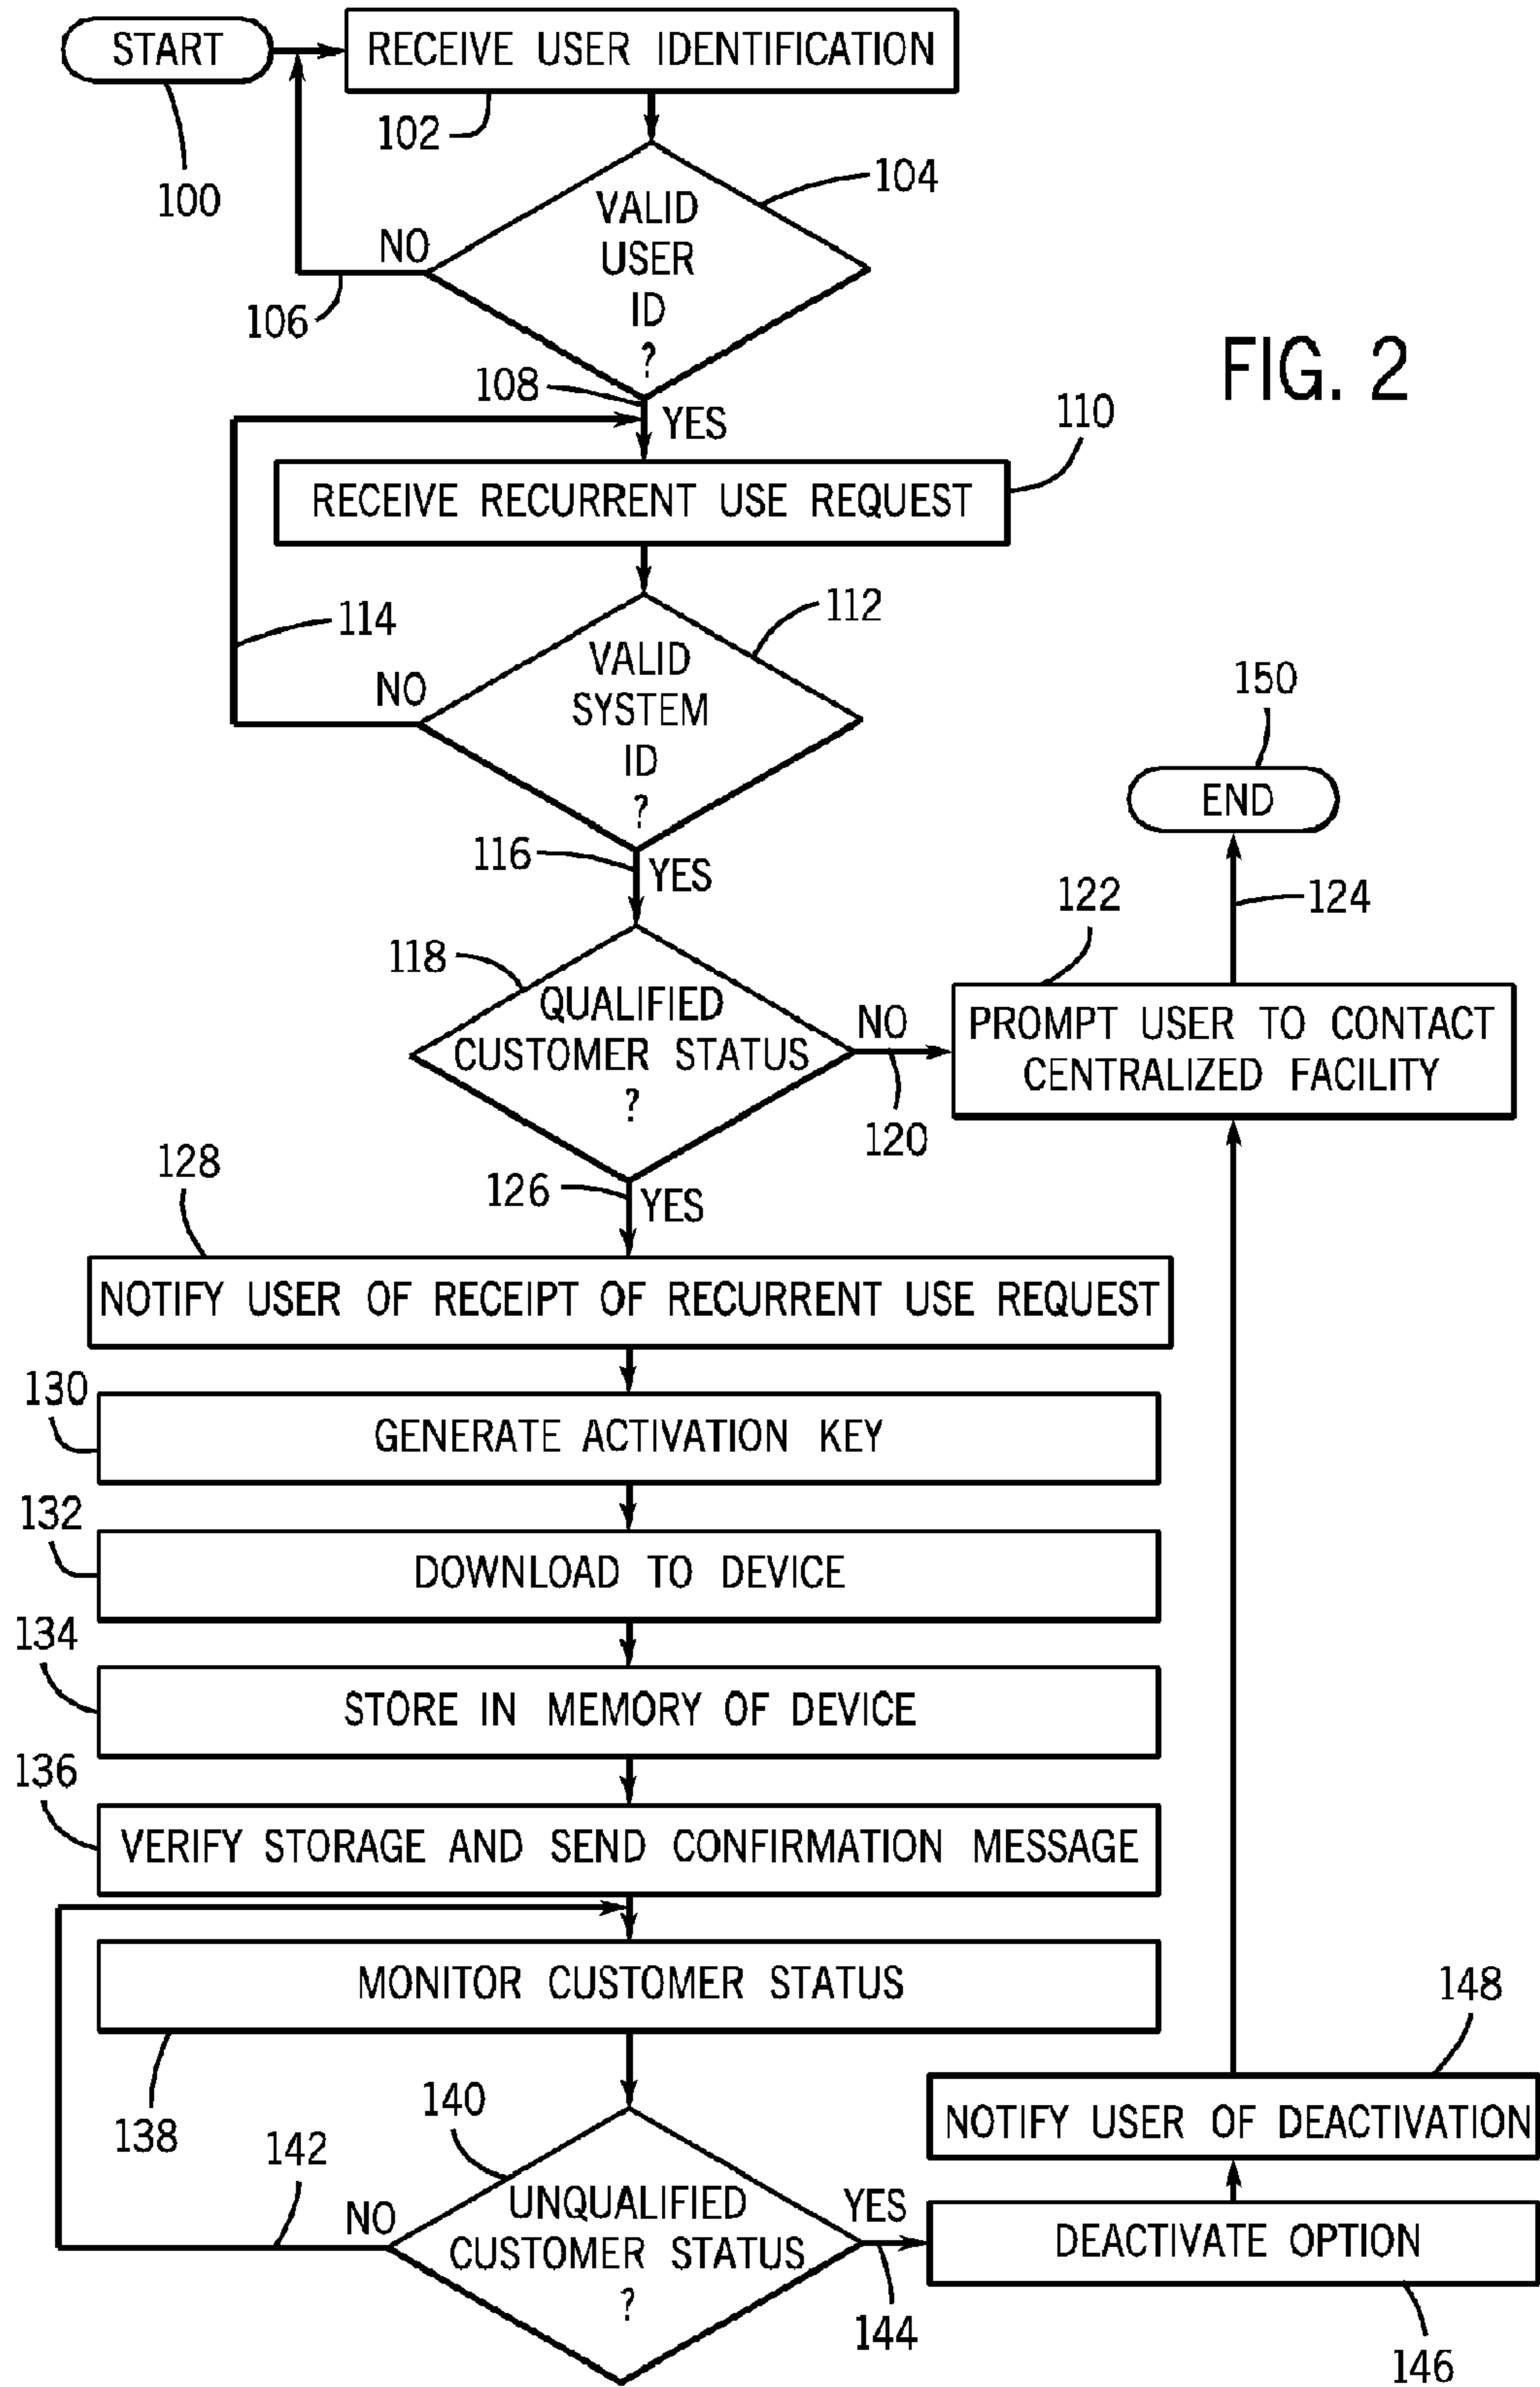 START
RECEIVE USER IDENTIFICATION
102
100
104
VALID
USER
ID
?
NO
106
FIG. 2
108
YES
110
RECEIVE RECURRENT USE REQUEST
112
114
VALID
SYSTEM
ID
?
NO
150
END
116
YES
122
124
118
QUALIFIED
CUSTOMER STATUS
?
NO
120
PROMPT USER TO CONTACT
CENTRALIZED FACILITY
128
126
YES
NOTIFY USER OF RECEIPT OF RECURRENT USE REQUEST
130
GENERATE ACTIVATION KEY
132
DOWNLOAD TO DEVICE
134
STORE IN MEMORY OF DEVICE
136
VERIFY STORAGE AND SEND CONFIRMATION MESSAGE
MONITOR CUSTOMER STATUS
138
148
140
142
NOTIFY USER OF DEACTIVATION
NO
UNQUALIFIED
CUSTOMER STATUS
?
YES
144
DEACTIVATE OPTION
146